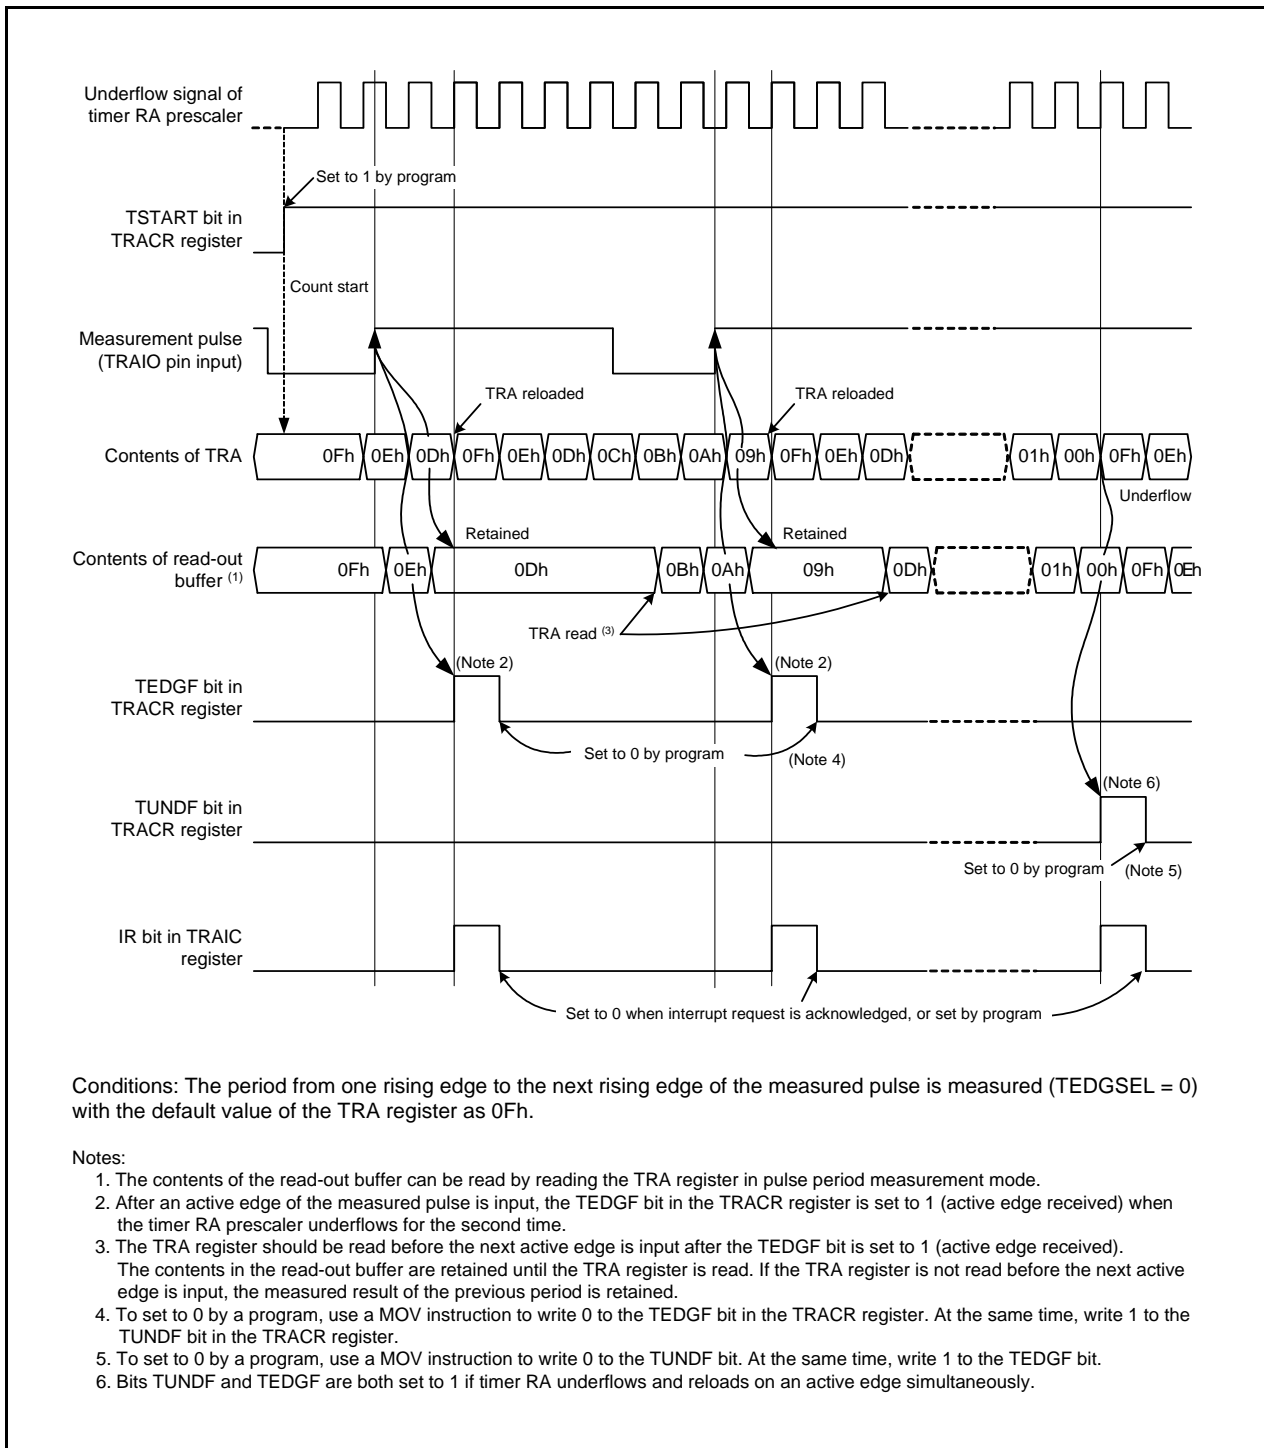 Underflow signal of
timer RA prescaler
Set to 1 by program
TSTART bit in
TRACR register
Count start
Measurement pulse
(TRAIO pin input)
TRA reloaded TRA reloaded
Contents of TRA 0Fh 0Eh 0Dh 0Fh 0Eh 0Dh 0Ch 0Bh 0Ah 09h 0Fh 0Eh 0Dh 01h 00h 0Fh 0Eh
Underflow
Retained Retained
Contents of read-out
buffer (1) 0Fh 0Eh 0Dh 0Bh 0Ah 09h 0Dh 01h 00h 0Fh 0Eh
TRA read (3)
(Note 2) (Note 2)
TEDGF bit in
TRACR register
Set to 0 by program (Note 4)
(Note 6)
TUNDF bit in
TRACR register
Set to 0 by program (Note 5)
IR bit in TRAIC
register
Set to 0 when interrupt request is acknowledged, or set by program
Conditions: The period from one rising edge to the next rising edge of the measured pulse is measured (TEDGSEL = 0)
with the default value of the TRA register as 0Fh.
Notes:
1. The contents of the read-out buffer can be read by reading the TRA register in pulse period measurement mode.
2. After an active edge of the measured pulse is input, the TEDGF bit in the TRACR register is set to 1 (active edge received) when
the timer RA prescaler underflows for the second time.
3. The TRA register should be read before the next active edge is input after the TEDGF bit is set to 1 (active edge received).
The contents in the read-out buffer are retained until the TRA register is read. If the TRA register is not read before the next active
edge is input, the measured result of the previous period is retained.
4. To set to 0 by a program, use a MOV instruction to write 0 to the TEDGF bit in the TRACR register. At the same time, write 1 to the
TUNDF bit in the TRACR register.
5. To set to 0 by a program, use a MOV instruction to write 0 to the TUNDF bit. At the same time, write 1 to the TEDGF bit.
6. Bits TUNDF and TEDGF are both set to 1 if timer RA underflows and reloads on an active edge simultaneously.